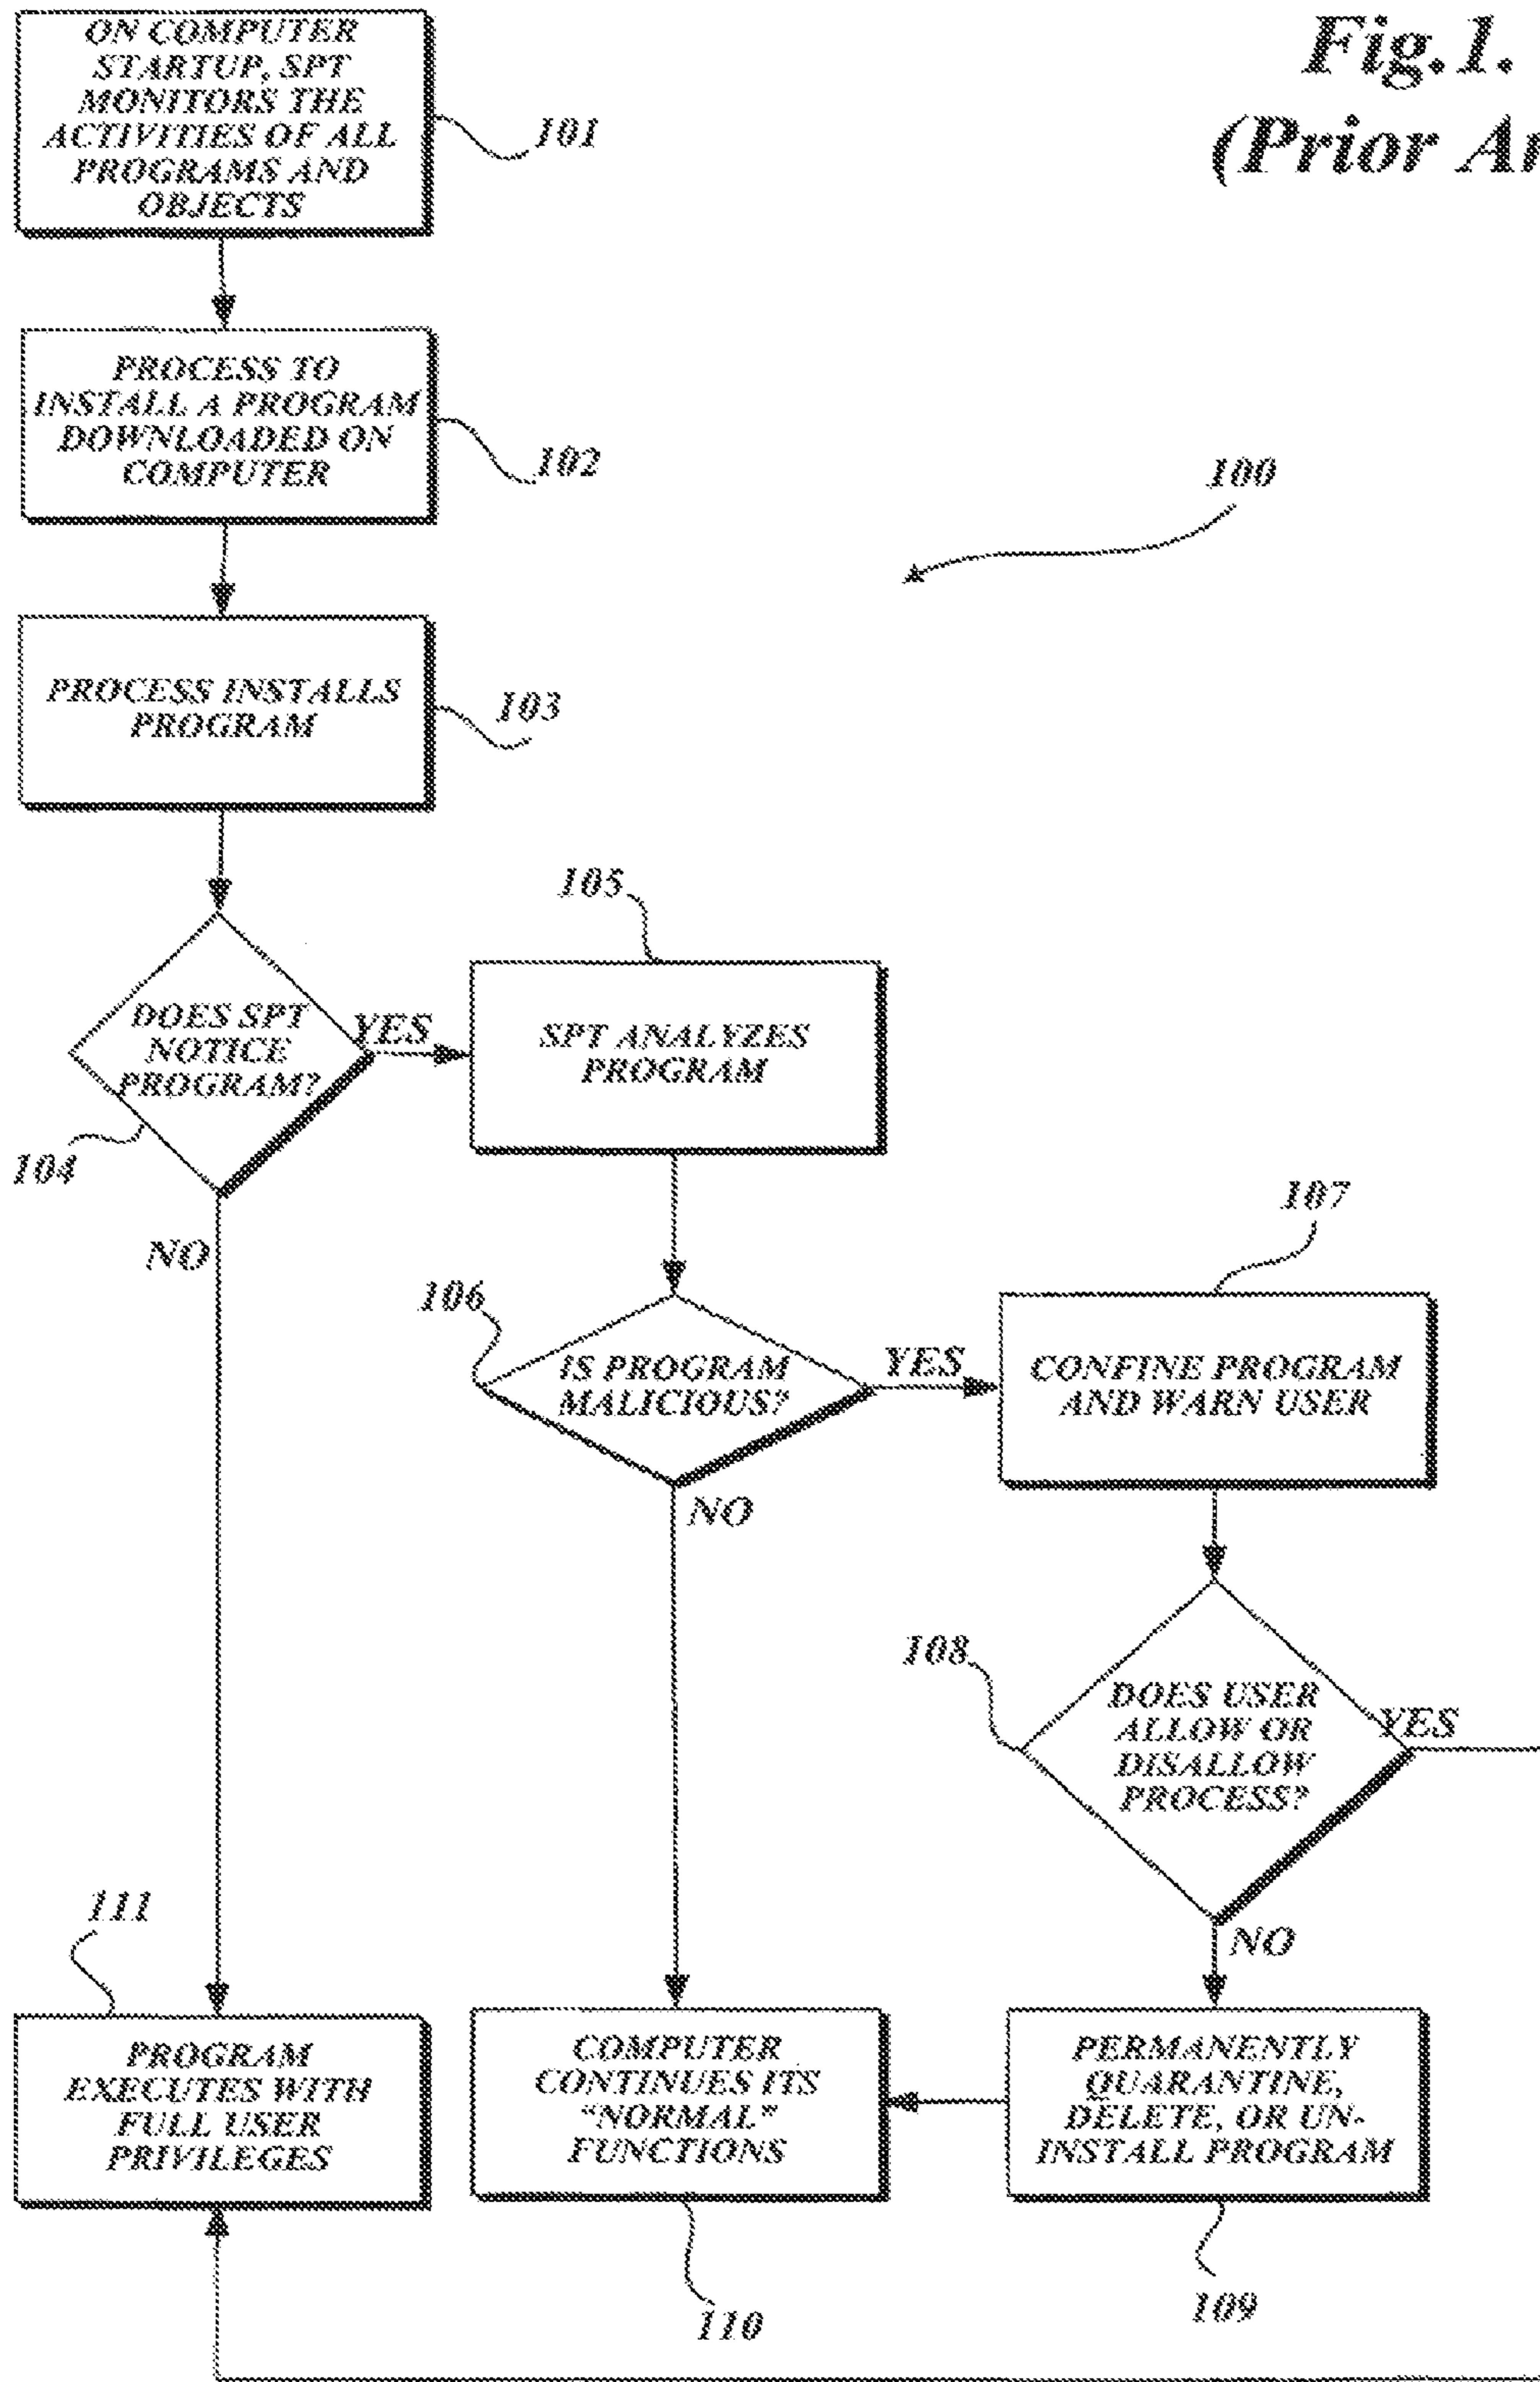 Fig.1.
(Prior Ar
ON COMPUTER
STARTUP, SPT
MONITORS THE
ACTIVITIES OF ALL
PROGRAMS AND
OBJECTS
101
PROCESS TO
INSTALL A PROGRAM
DOWNLOADED ON
COMPUTER
102
100
PROCESS INSTALLS
PROGRAM
103
105
DOES SPT
NOTICE
PROGRAM?
YES
SPT ANALYZES
PROGRAM
104
NO
107
106
IS PROGRAM
MALICIOUS?
YES
CONFINE PROGRAM
AND WARN USER
NO
108
DOES USER
ALLOW OR
DISALLOW
PROCESS?
YES
NO
111
PROGRAM
EXECUTES WITH
FULL USER
PRIVILEGES
COMPUTER
CONTINUES ITS
"NORMAL"
FUNCTIONS
PERMANENTLY
QUARANTINE,
DELETE, OR UN-
INSTALL PROGRAM
110
109